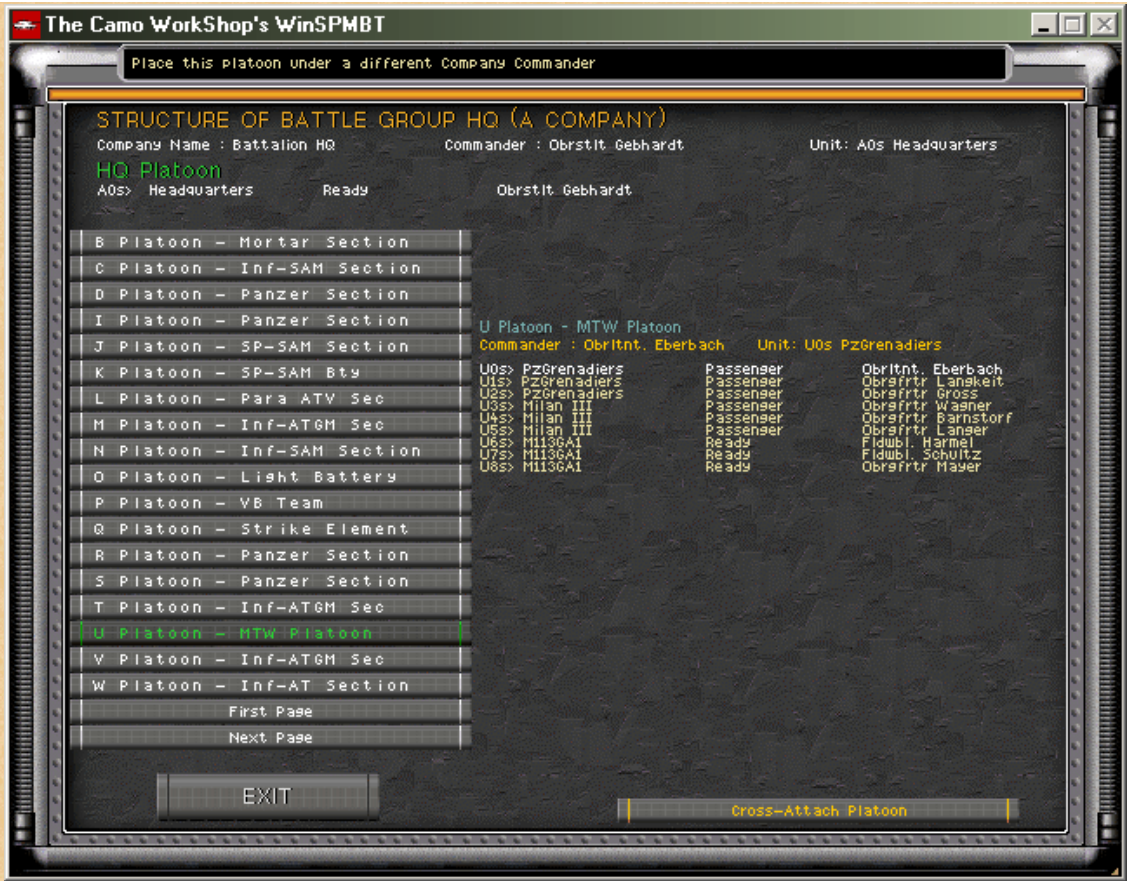 The Camo WorkShop's WinSPMBT
Place this platoon under a different Company Commander
STRUCTURE OF BATTLE GROUP HQ (A COMPANY)
Company Name : Battalion HQ Commander : Obrstlt Gebhardt Unit: A0s Headquarters
HQ Platoon
A0s> Headquarters Ready Obrstlt Gebhardt
B Platoon - Mortar Section
C Platoon - Inf-SAM Section
D Platoon - Panzer Section
I Platoon - Panzer Section
J Platoon - SP-SAM Section
K Platoon - SP-SAM Bty
L Platoon - Para ATV Sec
M Platoon - Inf-ATGM Sec
N Platoon - Inf-SAM Section
O Platoon - Light Battery
P Platoon - VB Team
Q Platoon - Strike Element
R Platoon - Panzer Section
S Platoon - Panzer Section
T Platoon - Inf-ATGM Sec
U Platoon - MTW Platoon
V Platoon - Inf-ATGM Sec
W Platoon - Inf-AT Section
First Page
Next Page
U Platoon - MTW Platoon
Commander : Obrltnt. Eberbach Unit: U0s PzGrenadiers
U0s> PzGrenadiers Passenger Obrltnt. Eberbach
U1s> PzGrenadiers Passenger Obrgfrtr Langkeit
U2s> PzGrenadiers Passenger Obrgfrtr Gross
U3s> Milan III Passenger Obrgfrtr Wagner
U4s> Milan III Passenger Obrgfrtr Barnstorf
U5s> Milan III Passenger Obrgfrtr Langer
U6s> M113GA1 Ready Fldwbl. Harmel
U7s> M113GA1 Ready Fldwbl. Schultz
U8s> M113GA1 Ready Obrgfrtr Mayer
EXIT
Cross-Attach Platoon